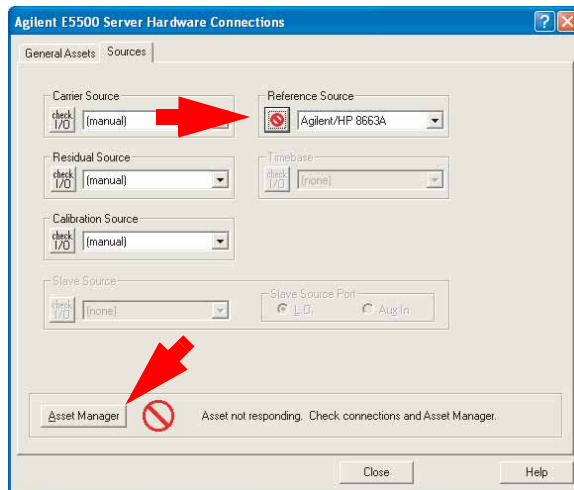 Agilent E5500 Server Hardware Connections
General Assets Sources
Carrier Source
check I/O (manual)
Reference Source
Agilent/HP 8663A
Residual Source
check I/O (manual)
Timebase
check I/O (none)
Calibration Source
check I/O (manual)
Slave Source
check I/O (none)
Slave Source Port
L.O. Aux In
Asset Manager Asset not responding. Check connections and Asset Manager.
Close Help